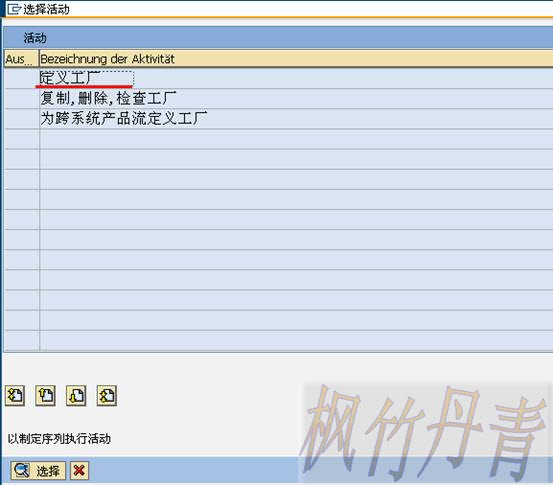 选择活动
活动
Aus... Bezeichnung der Aktivität
定义工厂
复制,删除,检查工厂
为跨系统产品流定义工厂
以制定序列执行活动
选择
枫竹丹青